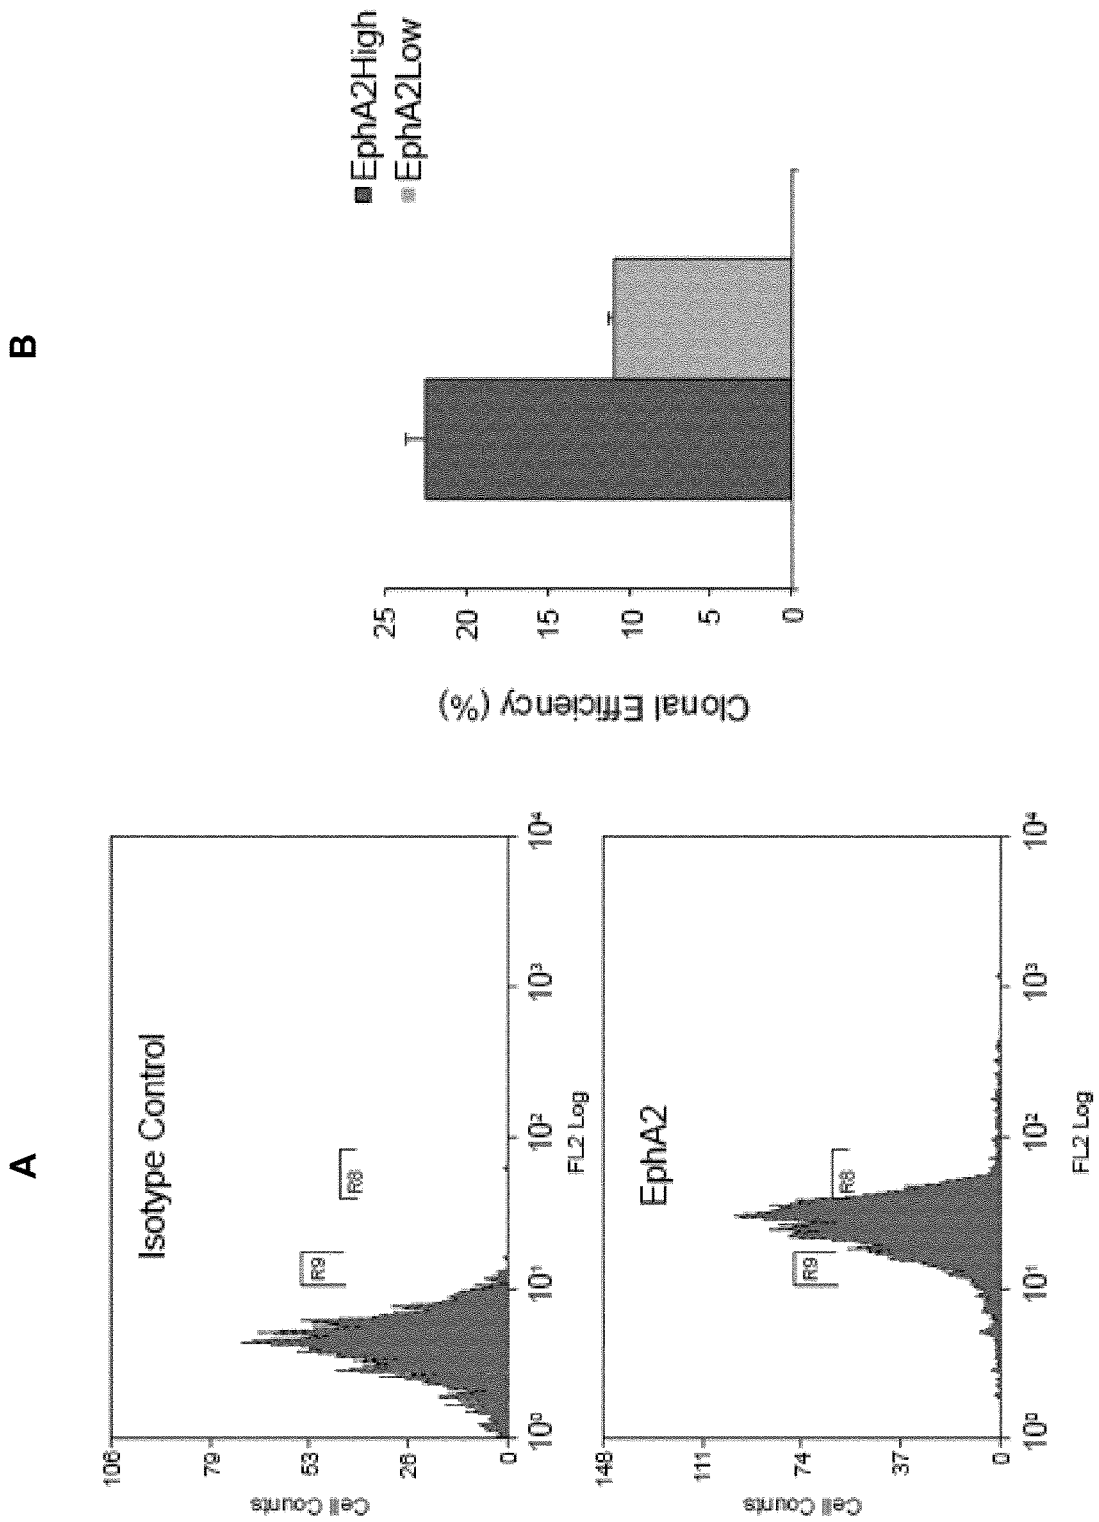 A
Isotype Control
106
79
53
26
0
Cell Counts
R9
R8
10⁰
10¹
10²
10³
10⁴
FL2 Log
EphA2
148
111
74
37
0
Cell Counts
R9
R8
10⁰
10¹
10²
10³
10⁴
FL2 Log
B
EphA2High
EphA2Low
Clonal Efficiency (%)
25
20
15
10
5
0